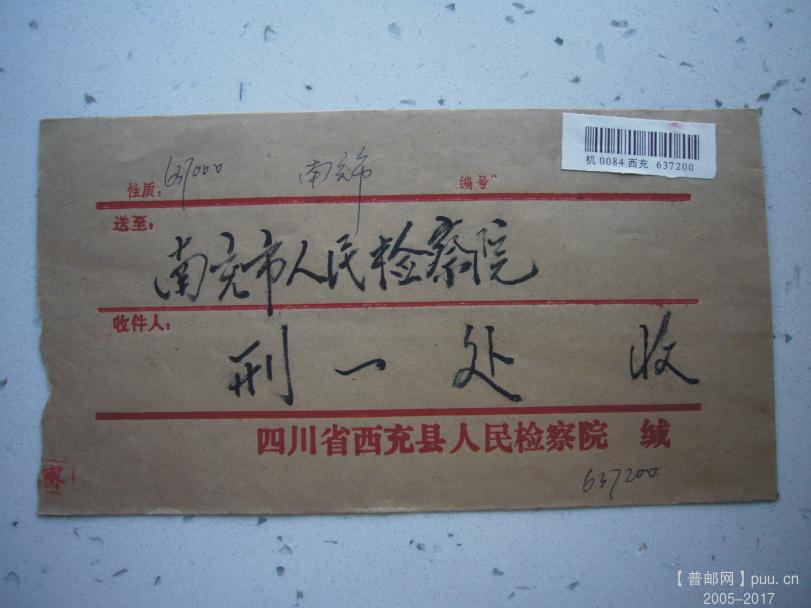 机 0084 西充 637200
性质： 637000 南充市 编号"
送至：
南充市人民检察院
收件人：
刑一处 收
四川省西充县人民检察院 缄
637200
【普邮网】puu.cn
2005-2017